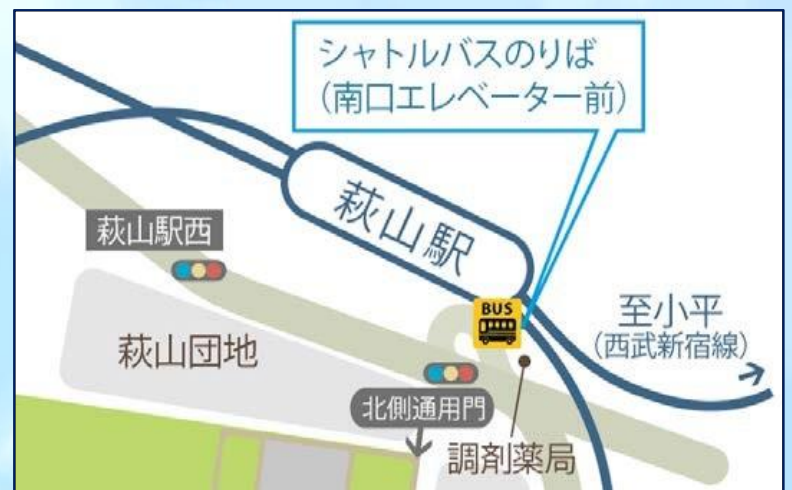 シャトルバスのりば
（南口エレベーター前）
萩山駅
萩山駅西
BUS
至小平
（西武新宿線）
萩山団地
北側通用門
調剤薬局